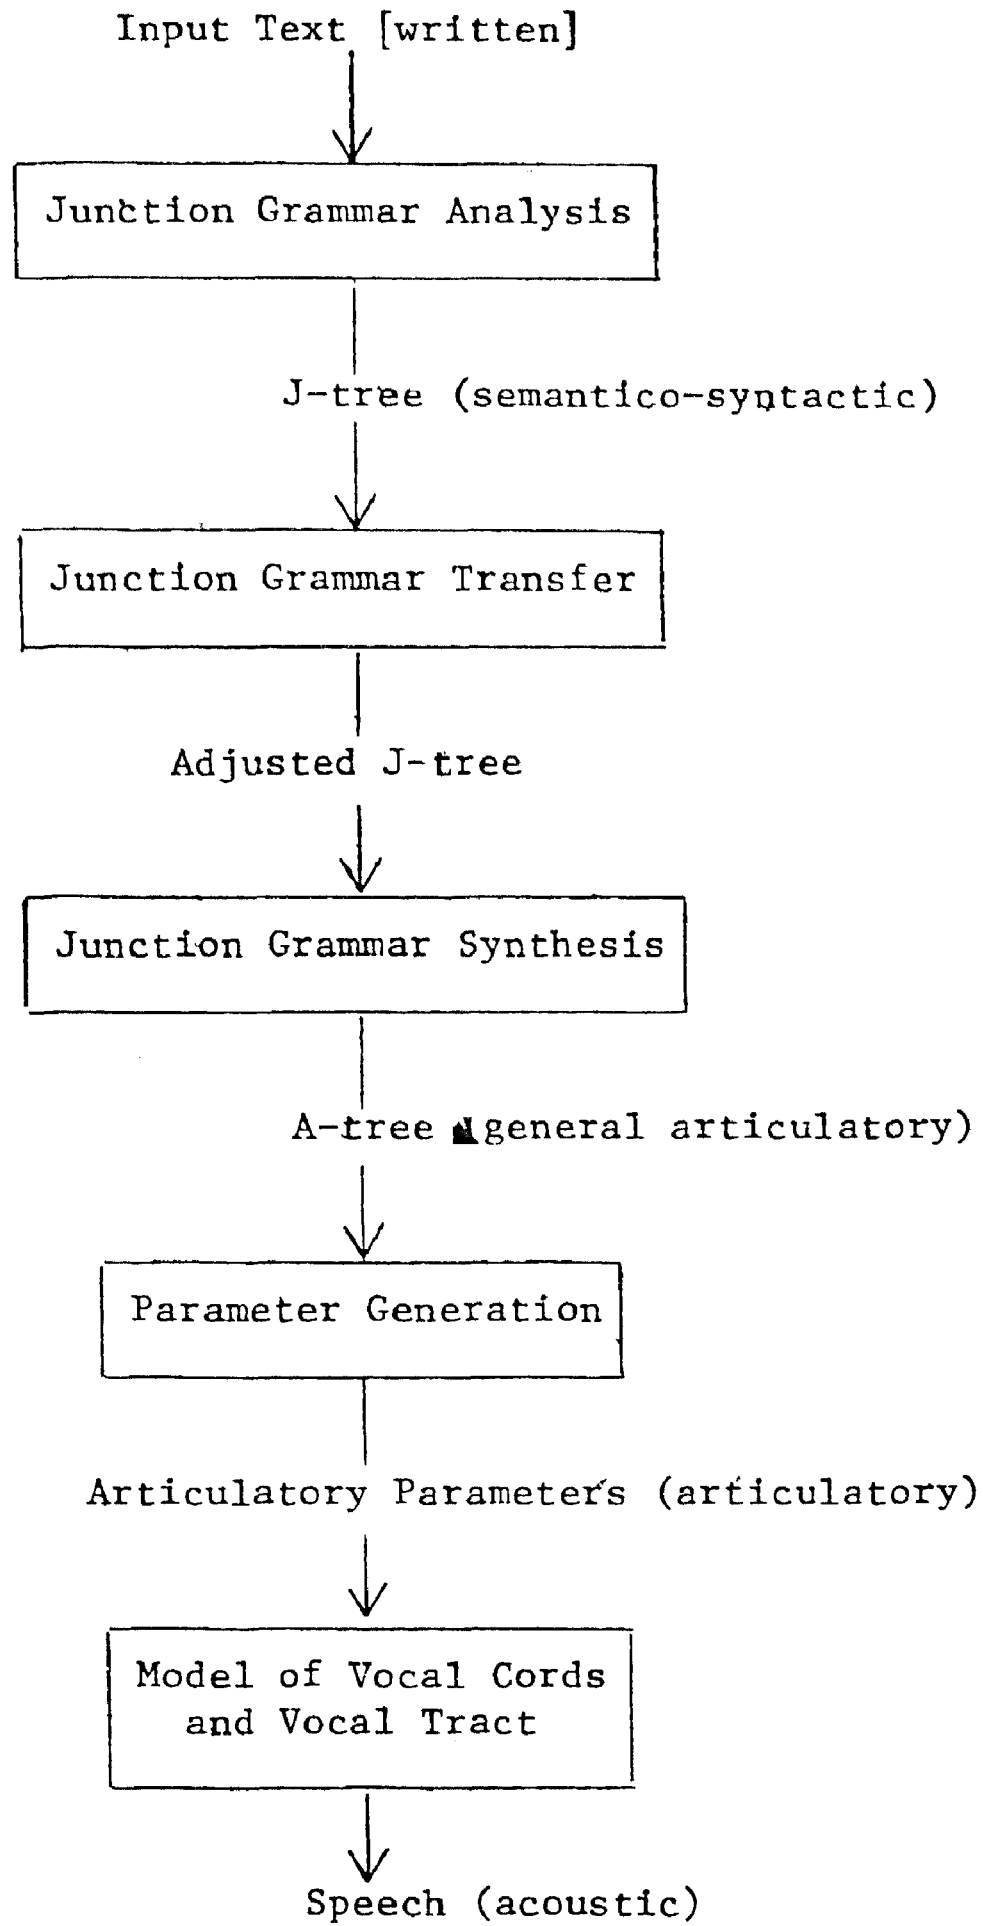 Input Text [written]
Junction Grammar Analysis
J-tree (semantico-syntactic)
Junction Grammar Transfer
Adjusted J-tree
Junction Grammar Synthesis
A-tree (general articulatory)
Parameter Generation
Articulatory Parameters (articulatory)
Model of Vocal Cords
and Vocal Tract
Speech (acoustic)